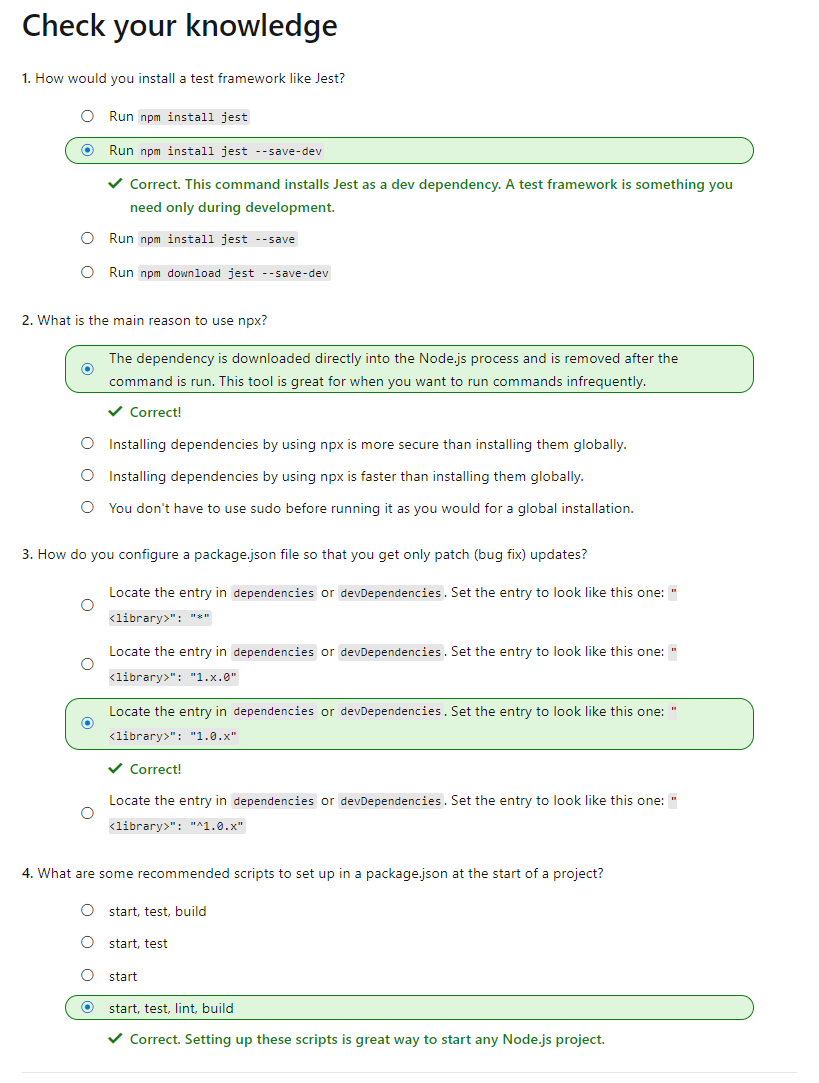 Check your knowledge
1. How would you install a test framework like Jest?
Run npm install jest
Run npm install jest --save-dev
Correct. This command installs Jest as a dev dependency. A test framework is something you
need only during development.
Run npm install jest --save
Run npm download jest --save-dev
2. What is the main reason to use npx?
The dependency is downloaded directly into the Node.js process and is removed after the
command is run. This tool is great for when you want to run commands infrequently.
Correct!
Installing dependencies by using npx is more secure than installing them globally.
Installing dependencies by using npx is faster than installing them globally.
You don't have to use sudo before running it as you would for a global installation.
3. How do you configure a package.json file so that you get only patch (bug fix) updates?
Locate the entry in dependencies or devDependencies. Set the entry to look like this one: "
<library>": "*"
Locate the entry in dependencies or devDependencies. Set the entry to look like this one: "
<library>": "1.x.0"
Locate the entry in dependencies or devDependencies. Set the entry to look like this one: "
<library>": "1.0.x"
Correct!
Locate the entry in dependencies or devDependencies. Set the entry to look like this one: "
<library>": "^1.0.x"
4. What are some recommended scripts to set up in a package.json at the start of a project?
start, test, build
start, test
start
start, test, lint, build
Correct. Setting up these scripts is great way to start any Node.js project.